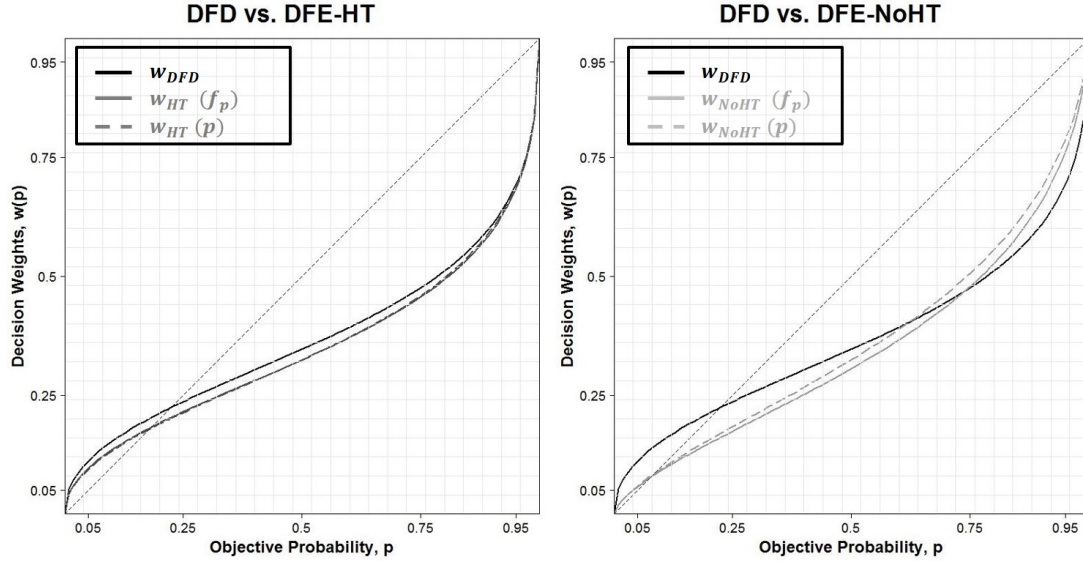 DFD vs. DFE-HT
w_DFD
w_HT (f_p)
w_HT (p)
Decision Weights, w(p)
0.95
0.75
0.5
0.25
0.05
0.05 0.25 0.5 0.75 0.95
Objective Probability, p
DFD vs. DFE-NoHT
w_DFD
w_NoHT (f_p)
w_NoHT (p)
Decision Weights, w(p)
0.95
0.75
0.5
0.25
0.05
0.05 0.25 0.5 0.75 0.95
Objective Probability, p